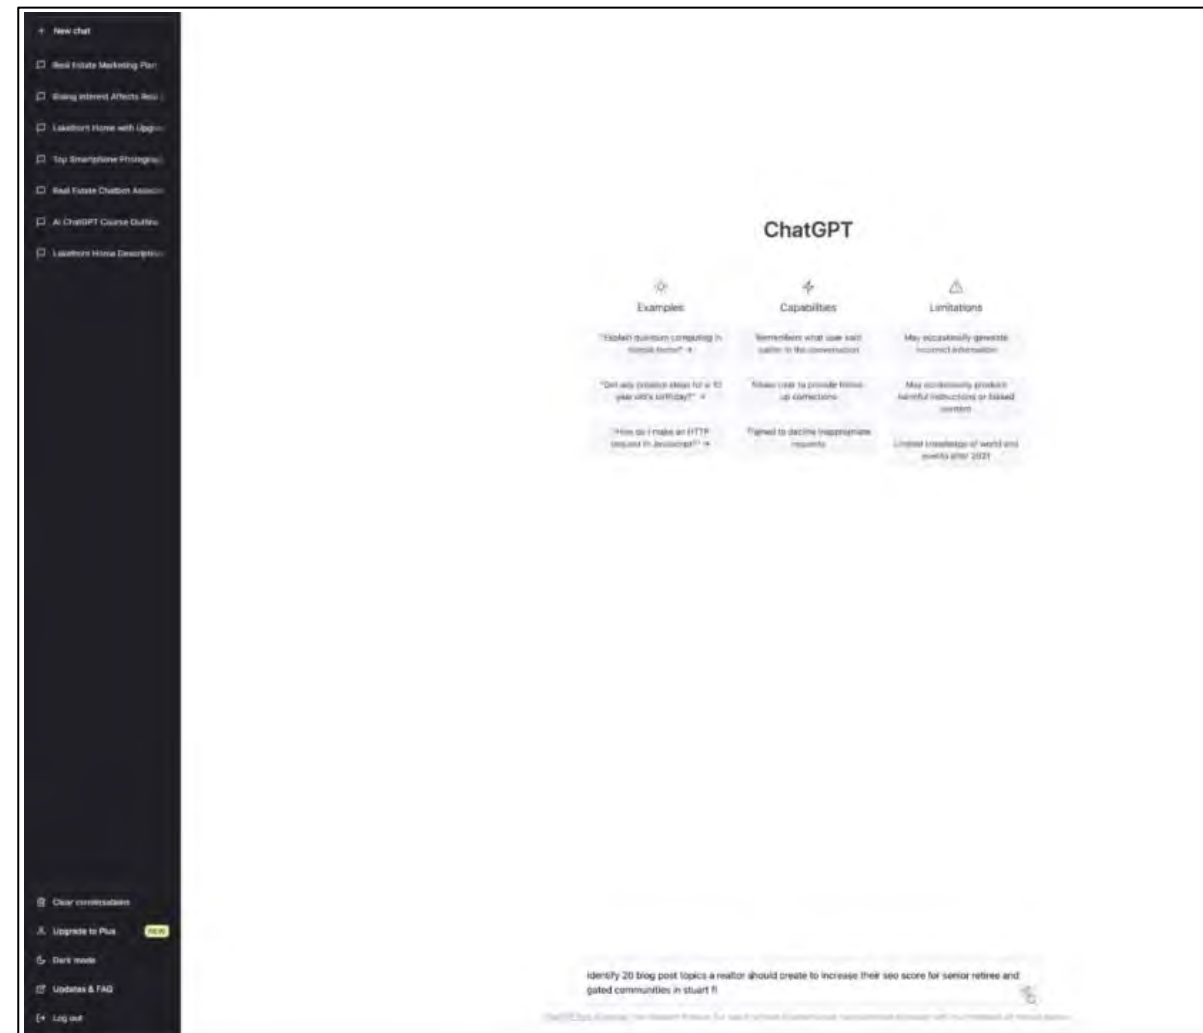 + New chat
Real Estate Marketing Plan
Rising Interest Affects Real
Lakefront Home with Upgra
Top Smartphone Photograp
Real Estate Chatbot Assistan
AI ChatGPT Course Outline
Lakefront Home Description
Clear conversations
Upgrade to Plus NEW
Dark mode
Updates & FAQ
Log out
ChatGPT
Examples
"Explain quantum computing in
simple terms" →
"Got any creative ideas for a 10
year old's birthday?" →
"How do I make an HTTP
request in Javascript?" →
Capabilities
Remembers what user said
earlier in the conversation
Allows user to provide follow-
up corrections
Trained to decline inappropriate
requests
Limitations
May occasionally generate
incorrect information
May occasionally produce
harmful instructions or biased
content
Limited knowledge of world and
events after 2021
identify 20 blog post topics a realtor should create to increase their seo score for senior retiree and
gated communities in stuart fl